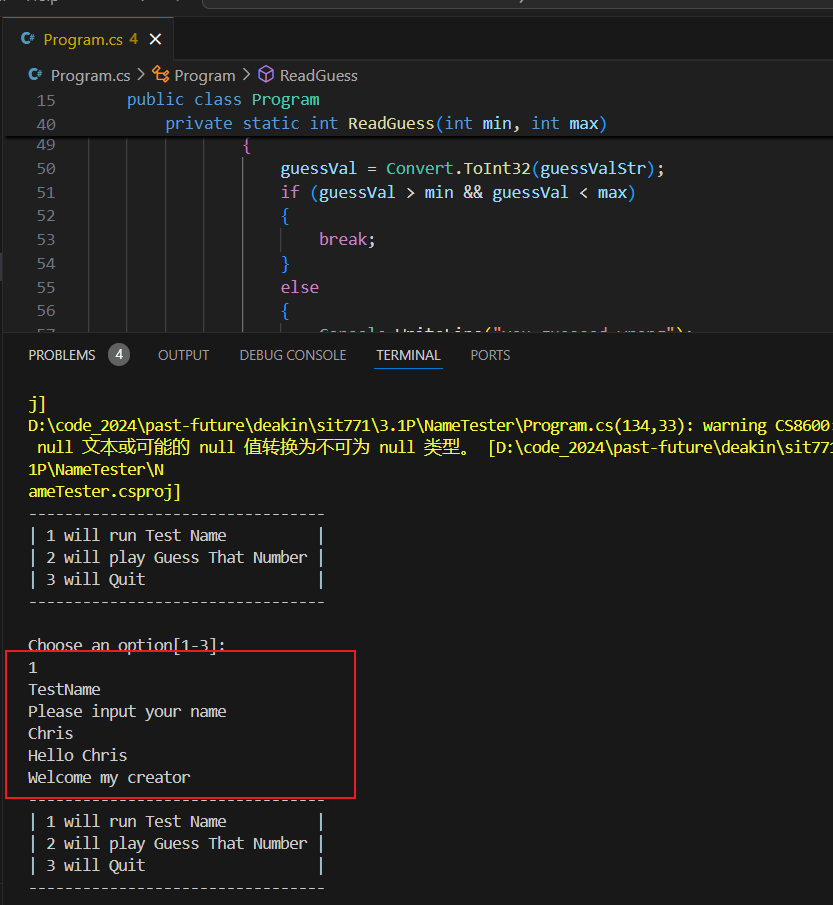 Program.cs 4
Program.cs > Program > ReadGuess
15 public class Program
40 private static int ReadGuess(int min, int max)
49 {
50 guessVal = Convert.ToInt32(guessValStr);
51 if (guessVal > min && guessVal < max)
52 {
53 break;
54 }
55 else
56 {
57 Console.WriteLine("you guessed wrong");
PROBLEMS 4 OUTPUT DEBUG CONSOLE TERMINAL PORTS
j]
D:\code_2024\past-future\deakin\sit771\3.1P\NameTester\Program.cs(134,33): warning CS8600:
null 文本或可能的 null 值转换为不可为 null 类型。 [D:\code_2024\past-future\deakin\sit771
1P\NameTester\N
ameTester.csproj]
---------------------------------
| 1 will run Test Name |
| 2 will play Guess That Number |
| 3 will Quit |
---------------------------------
Choose an option[1-3]:
1
TestName
Please input your name
Chris
Hello Chris
Welcome my creator
---------------------------------
| 1 will run Test Name |
| 2 will play Guess That Number |
| 3 will Quit |
---------------------------------